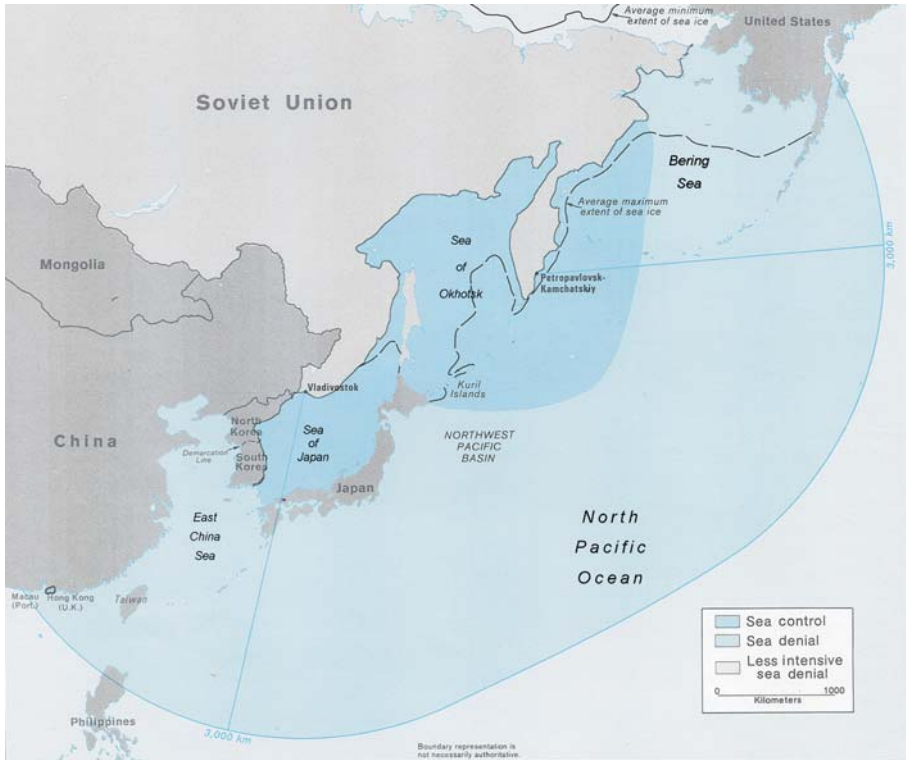 Average minimum
extent of sea ice
United States
Soviet Union
Bering
Sea
Average maximum
extent of sea ice
Sea
of
Okhotsk
3,000 km
Mongolia
Petropavlovsk-
Kamchatskiy
Vladivostok
Kuril
Islands
North
Korea
China
Demarcation
Line
South
Korea
Sea
of
Japan
NORTHWEST
PACIFIC
BASIN
Japan
East
China
Sea
North
Pacific
Ocean
Macau
(Port.)
Hong Kong
(U.K.)
Taiwan
Sea control
Sea denial
Less intensive
sea denial
0 1000
Kilometers
Philippines
3,000 km
Boundary representation is
not necessarily authoritative.